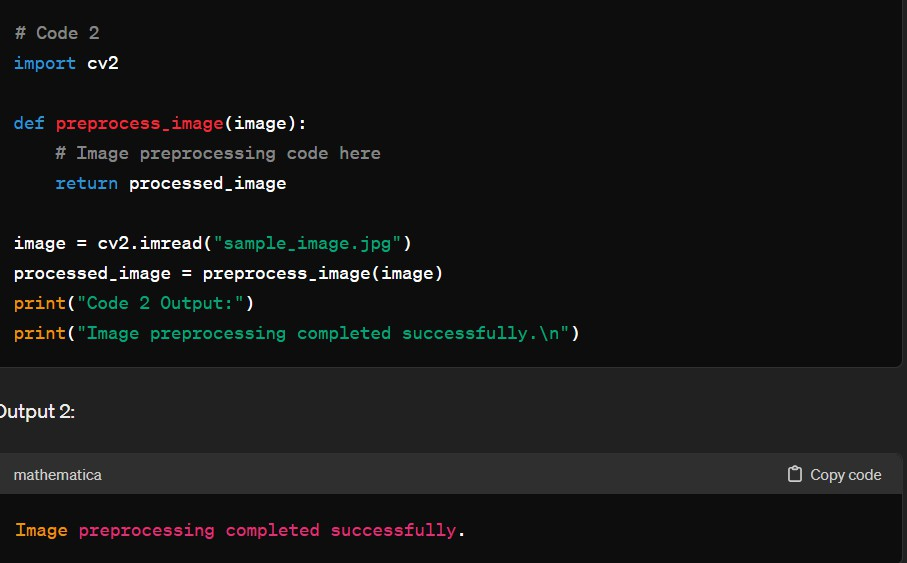 # Code 2
import cv2
def preprocess_image(image):
# Image preprocessing code here
return processed_image
image = cv2.imread("sample_image.jpg")
processed_image = preprocess_image(image)
print("Code 2 Output:")
print("Image preprocessing completed successfully.\n")
Output 2:
mathematica
Copy code
Image preprocessing completed successfully.